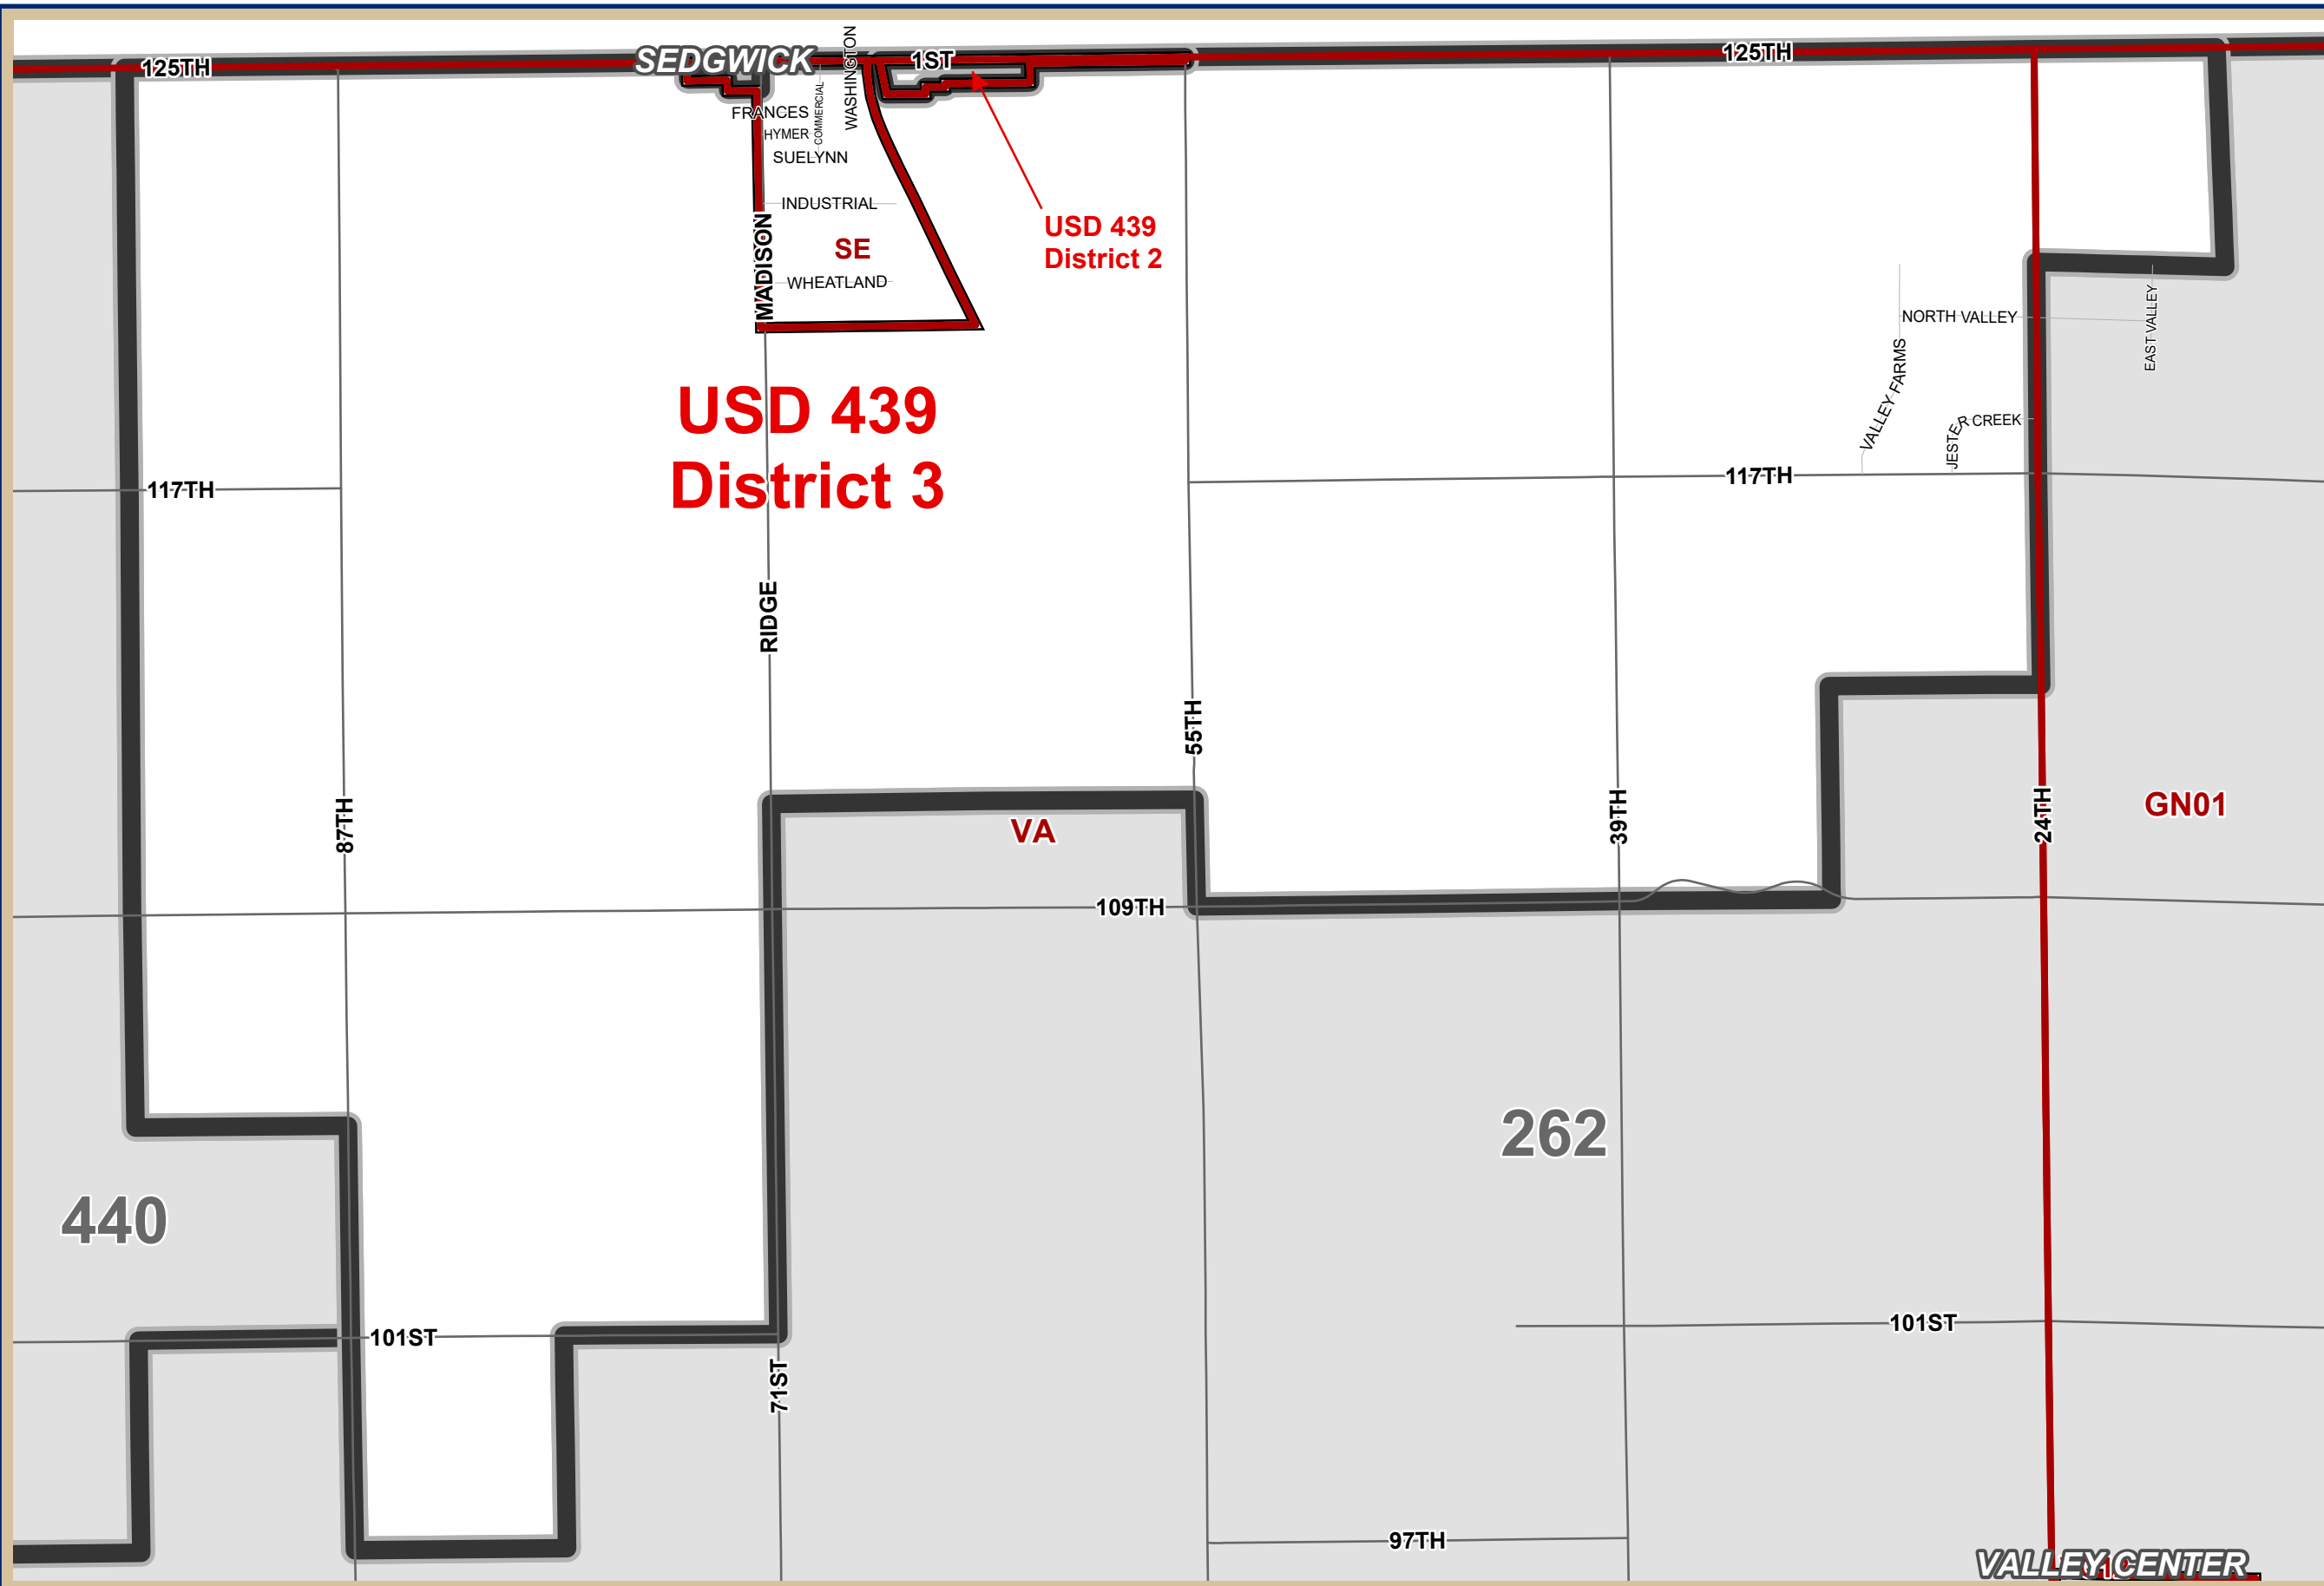 SEDGWICK
WASHINGTON
1ST
125TH
125TH
FRANCES
COMMERCIAL
HYMER
SUELYNN
INDUSTRIAL
MADISON
SE
WHEATLAND
USD 439
District 2
NORTH VALLEY
EAST VALLEY
VALLEY FARMS
JESTER CREEK
USD 439
District 3
117TH
117TH
RIDGE
55TH
87TH
39TH
24TH
VA
GN01
109TH
262
440
101ST
101ST
71ST
97TH
VALLEY CENTER